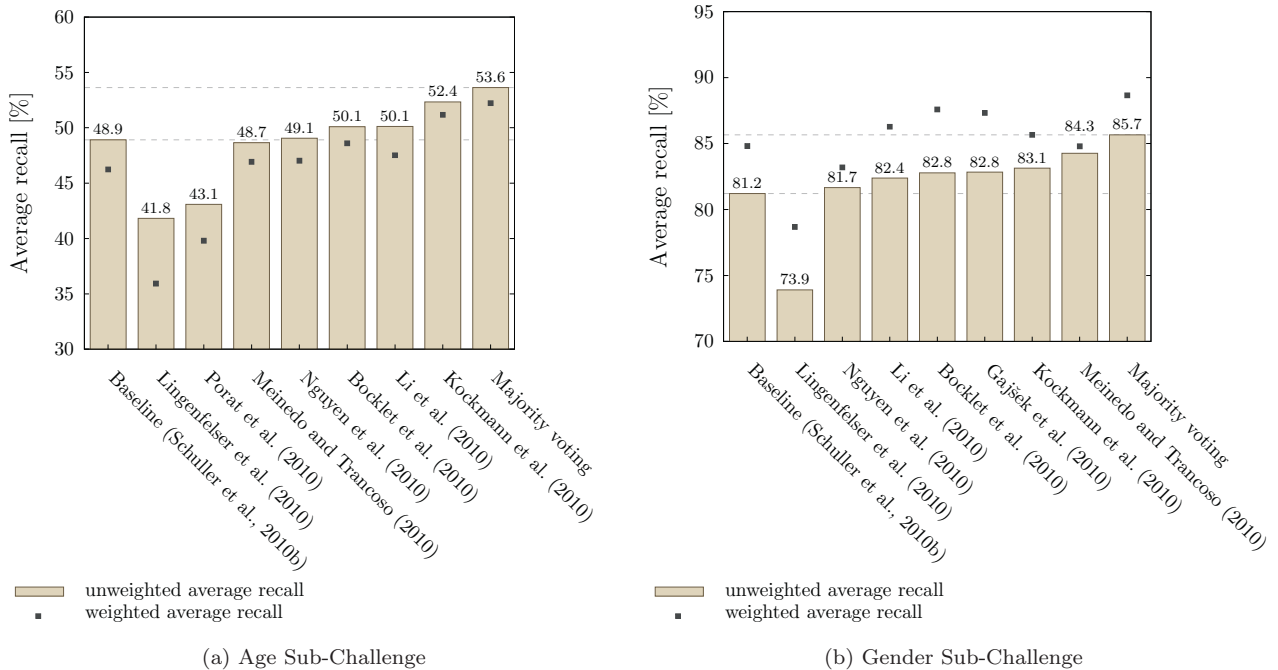 60
55
50
45
40
35
30
Average recall [%]
48.9
41.8
43.1
48.7
49.1
50.1
50.1
52.4
53.6
Baseline (Schuller et al., 2010b)
Lingenfelser et al. (2010)
Porat et al. (2010)
Meinedo and Trancoso (2010)
Nguyen et al. (2010)
Bocklet et al. (2010)
Li et al. (2010)
Kockmann et al. (2010)
Majority voting
unweighted average recall
weighted average recall
(a) Age Sub-Challenge
95
90
85
80
75
70
Average recall [%]
81.2
73.9
81.7
82.4
82.8
82.8
83.1
84.3
85.7
Baseline (Schuller et al., 2010b)
Lingenfelser et al. (2010)
Nguyen et al. (2010)
Li et al. (2010)
Bocklet et al. (2010)
Gajšek et al. (2010)
Kockmann et al. (2010)
Meinedo and Trancoso (2010)
Majority voting
unweighted average recall
weighted average recall
(b) Gender Sub-Challenge